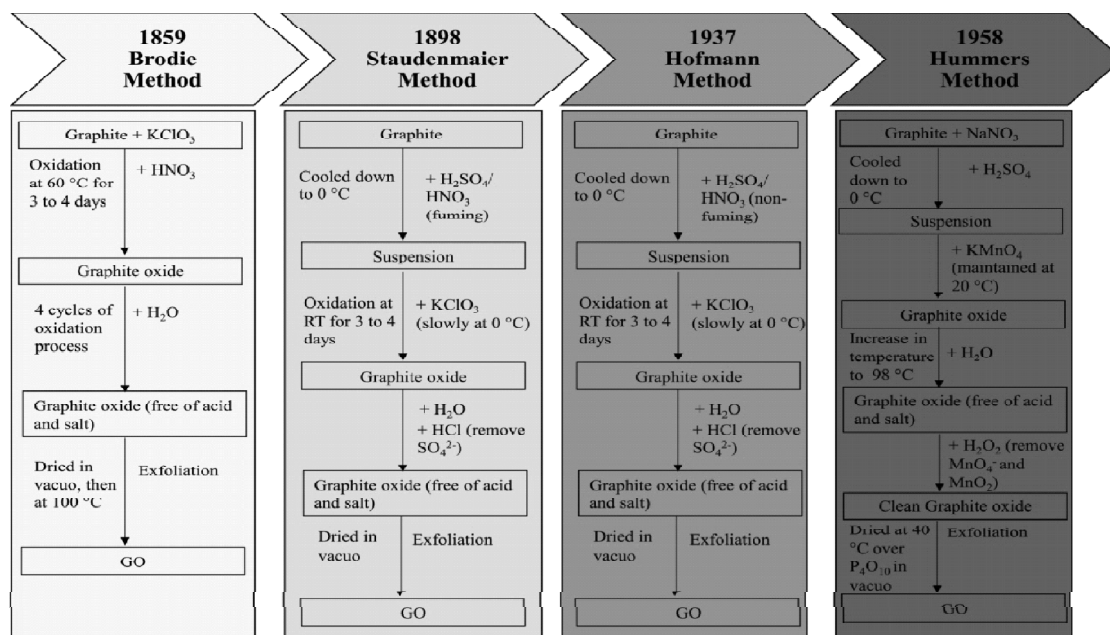 1859
Brodie
Method
Graphite + KClO₃
Oxidation
at 60 °C for
3 to 4 days
+ HNO₃
Graphite oxide
4 cycles of
oxidation
process
+ H₂O
Graphite oxide (free of acid
and salt)
Dried in
vacuo, then
at 100 °C
Exfoliation
GO
1898
Staudenmaier
Method
Graphite
Cooled down
to 0 °C
+ H₂SO₄/
HNO₃
(fuming)
Suspension
Oxidation at
RT for 3 to 4
days
+ KClO₃
(slowly at 0 °C)
Graphite oxide
+ H₂O
+ HCl (remove
SO₄²⁻)
Graphite oxide (free of acid
and salt)
Dried in
vacuo
Exfoliation
GO
1937
Hofmann
Method
Graphite
Cooled down
to 0 °C
+ H₂SO₄/
HNO₃ (non-
fuming)
Suspension
Oxidation at
RT for 3 to 4
days
+ KClO₃
(slowly at 0 °C)
Graphite oxide
+ H₂O
+ HCl (remove
SO₄²⁻)
Graphite oxide (free of acid
and salt)
Dried in
vacuo
Exfoliation
GO
1958
Hummers
Method
Graphite + NaNO₃
Cooled
down to
0 °C
+ H₂SO₄
Suspension
+ KMnO₄
(maintained at
20 °C)
Graphite oxide
Increase in
temperature
to 98 °C
+ H₂O
Graphite oxide (free of acid
and salt)
+ H₂O₂ (remove
MnO₄⁻ and
MnO₂)
Clean Graphite oxide
Dried at 40
°C over
P₄O₁₀ in
vacuo
Exfoliation
GO